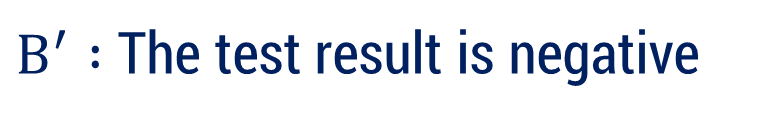 B′ : The test result is negative